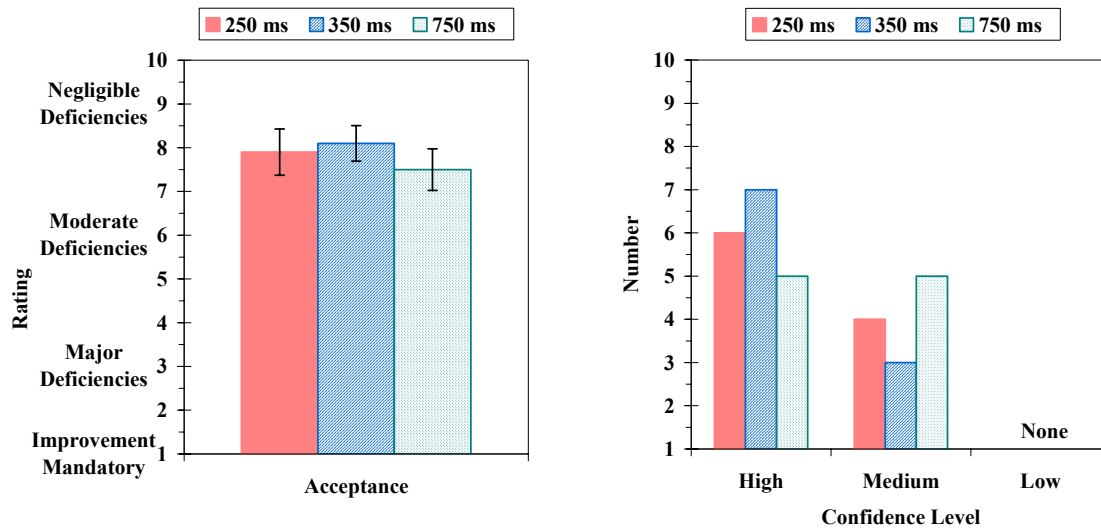 250 ms 350 ms 750 ms
10
9
8
7
6
5
4
3
2
1
Negligible
Deficiencies
Moderate
Deficiencies
Major
Deficiencies
Improvement
Mandatory
Rating
Acceptance
250 ms 350 ms 750 ms
10
9
8
7
6
5
4
3
2
1
Number
None
High Medium Low
Confidence Level